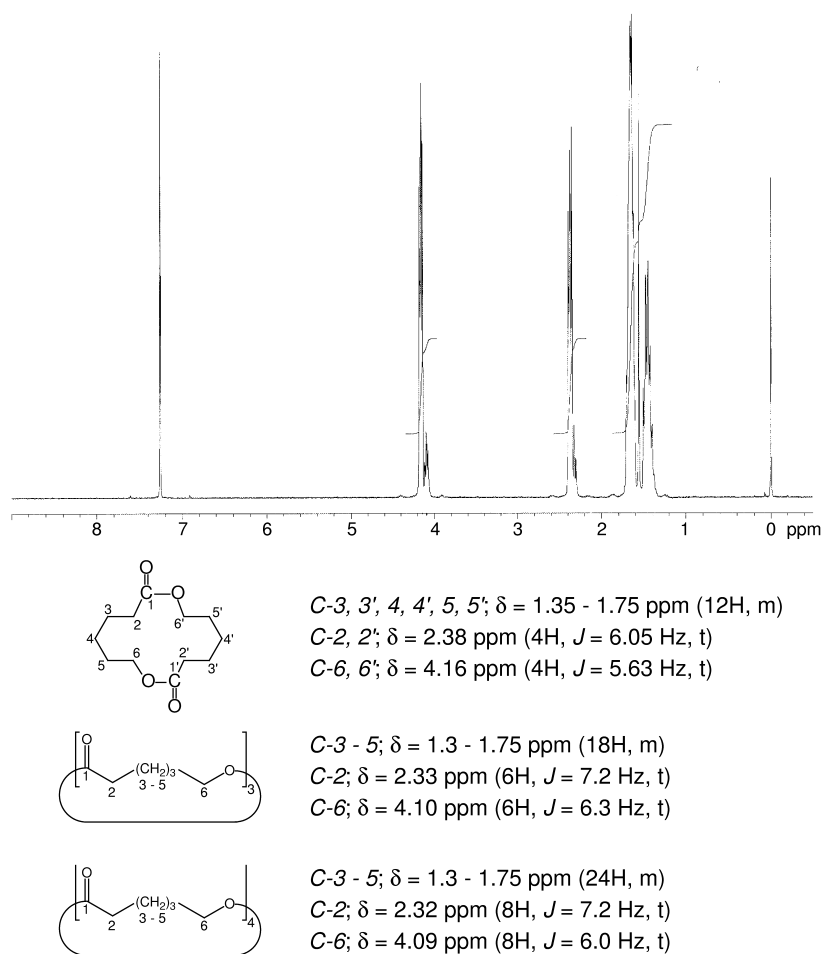 8 7 6 5 4 3 2 1 0 ppm
O
3 C O 5'
1
2 6' 4'
4
6 2' 3'
5
O 1' C
O
C-3, 3', 4, 4', 5, 5'; δ = 1.35 - 1.75 ppm (12H, m)
C-2, 2'; δ = 2.38 ppm (4H, J = 6.05 Hz, t)
C-6, 6'; δ = 4.16 ppm (4H, J = 5.63 Hz, t)
O
1 2 (CH₂)₃ 3 - 5 6 O 3
C-3 - 5; δ = 1.3 - 1.75 ppm (18H, m)
C-2; δ = 2.33 ppm (6H, J = 7.2 Hz, t)
C-6; δ = 4.10 ppm (6H, J = 6.3 Hz, t)
O
1 2 (CH₂)₃ 3 - 5 6 O 4
C-3 - 5; δ = 1.3 - 1.75 ppm (24H, m)
C-2; δ = 2.32 ppm (8H, J = 7.2 Hz, t)
C-6; δ = 4.09 ppm (8H, J = 6.0 Hz, t)